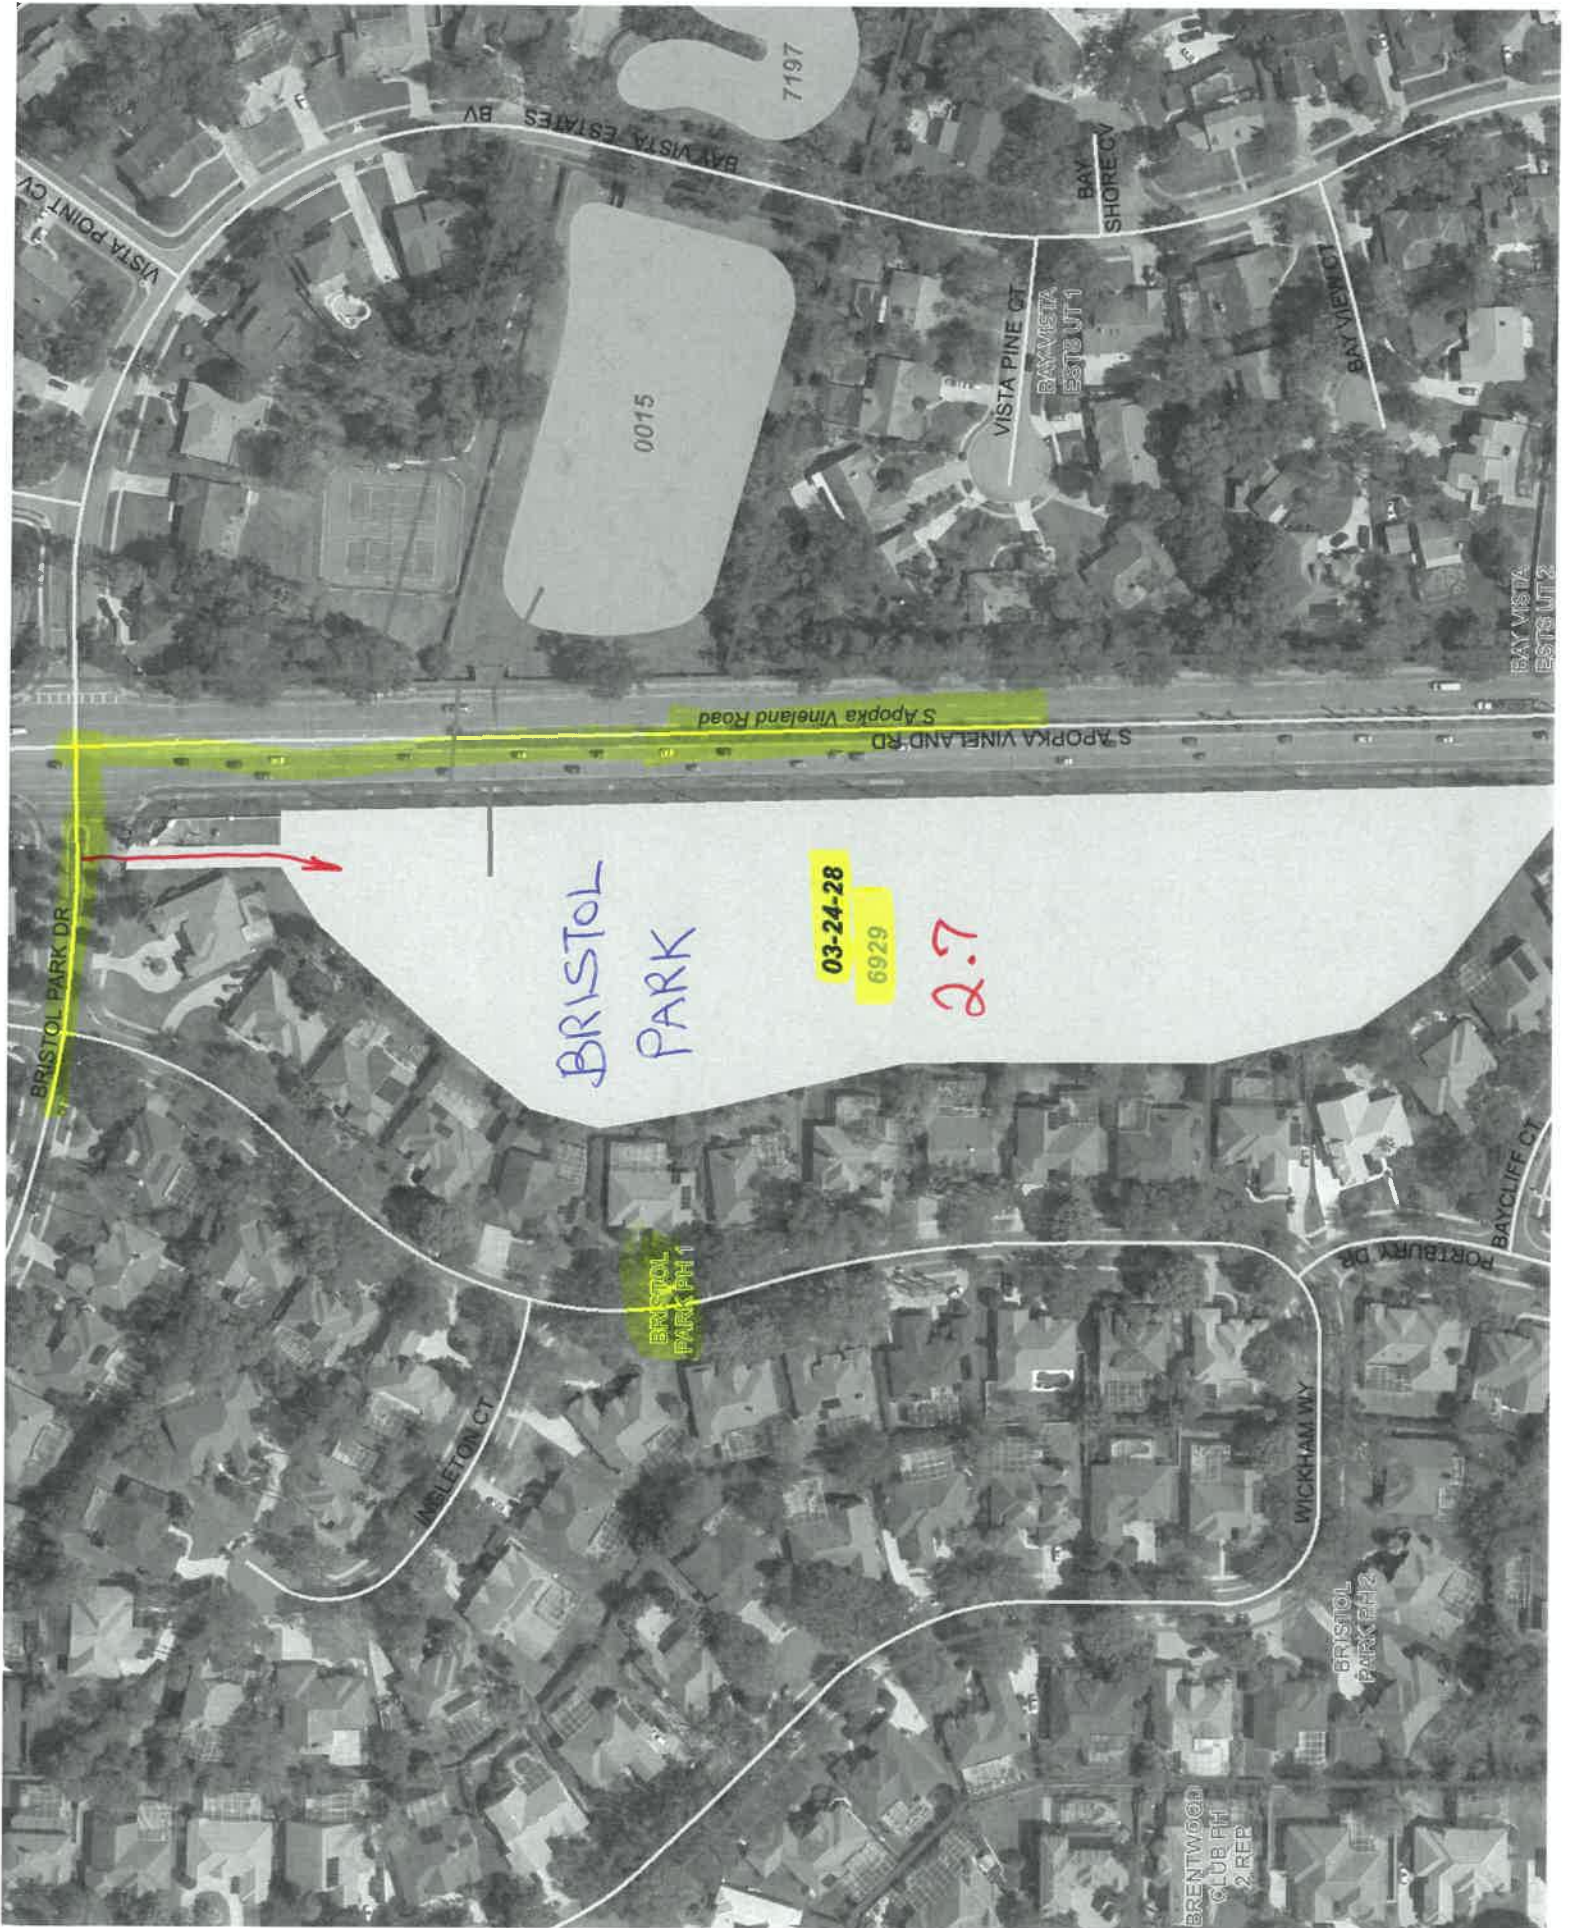 VISTA POINT CV
BAY VISTA ESTATES BV
7197
0015
BAY
SHORE CV
VISTA PINE CT
BAY VISTA
ESTS UT 1
BAY VIEW CT
BAY VISTA
ESTS UT 2
S Apopka Vineland Road
S APOPKA VINELAND RD
BRISTOL PARK DR
BRISTOL
PARK
03-24-28
6929
2.7
BRISTOL
PARK PH 1
INGLETON CT
WICKHAM WY
PORTBURY DR
BAYCLIFF CT
BRISTOL
PARK PH 2
BRENTWOOD
CLUB PH
2 REP